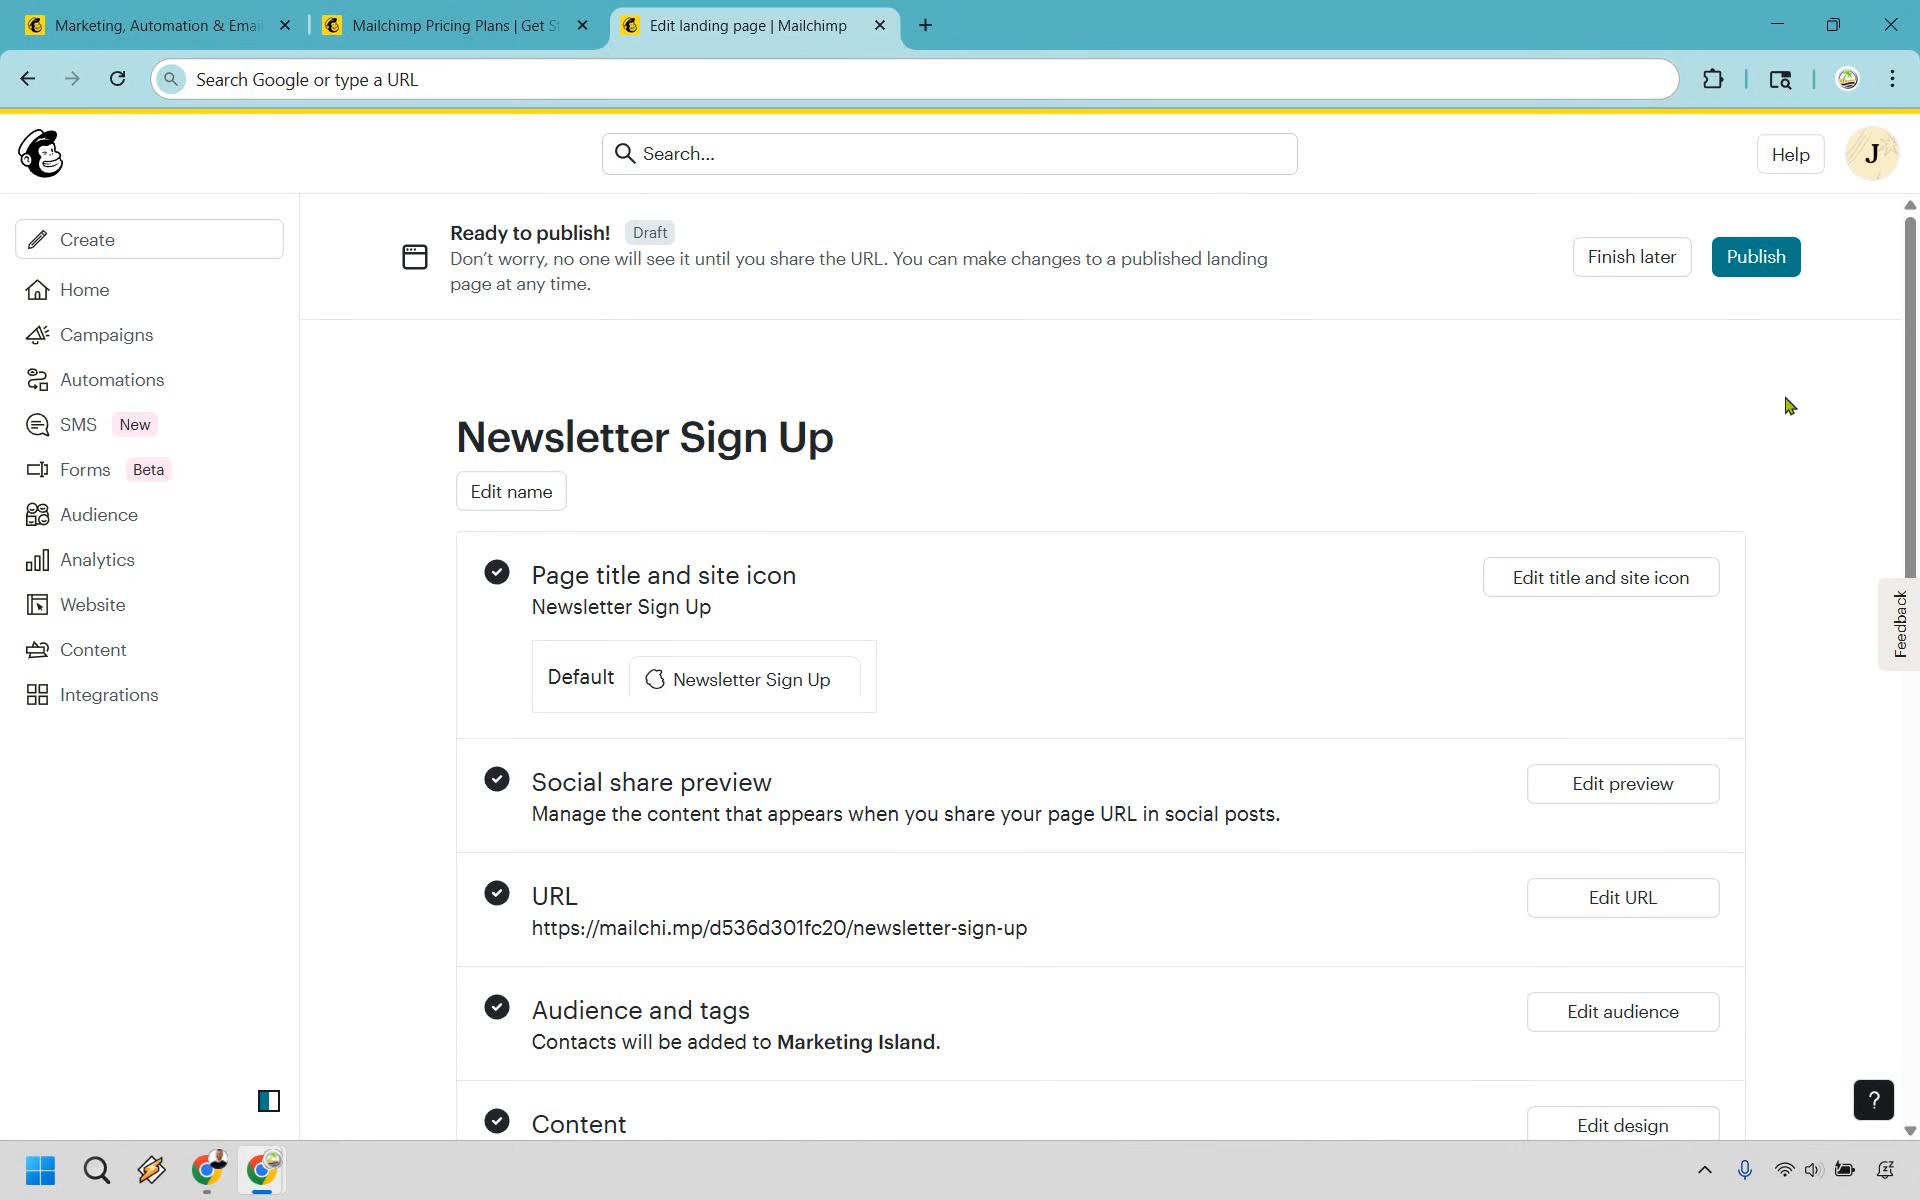 Marketing, Automation & Emai
Mailchimp Pricing Plans | Get St
Edit landing page | Mailchimp
Search Google or type a URL
Search...
Help
J
Create
Home
Campaigns
Automations
SMS New
Forms Beta
Audience
Analytics
Website
Content
Integrations
Ready to publish! Draft
Don’t worry, no one will see it until you share the URL. You can make changes to a published landing
page at any time.
Finish later
Publish
Newsletter Sign Up
Edit name
Page title and site icon
Newsletter Sign Up
Edit title and site icon
Default
Newsletter Sign Up
Social share preview
Manage the content that appears when you share your page URL in social posts.
Edit preview
URL
https://mailchi.mp/d536d301fc20/newsletter-sign-up
Edit URL
Audience and tags
Contacts will be added to Marketing Island.
Edit audience
Content
Edit design
Feedback
?